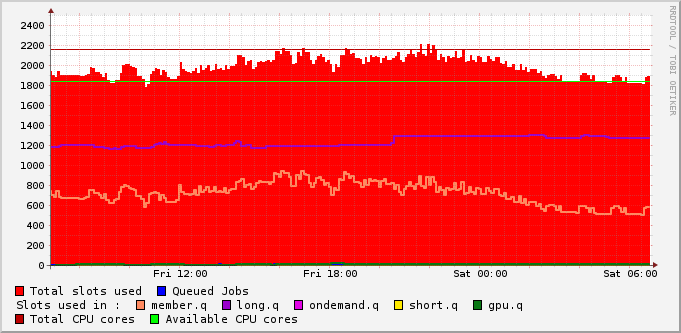 2400
2200
2000
1800
1600
1400
1200
1000
800
600
400
200
0
Fri 12:00 Fri 18:00 Sat 00:00 Sat 06:00
Total slots used Queued Jobs
Slots used in : member.q long.q ondemand.q short.q gpu.q
Total CPU cores Available CPU cores
RRDTOOL / TOBI OETIKER